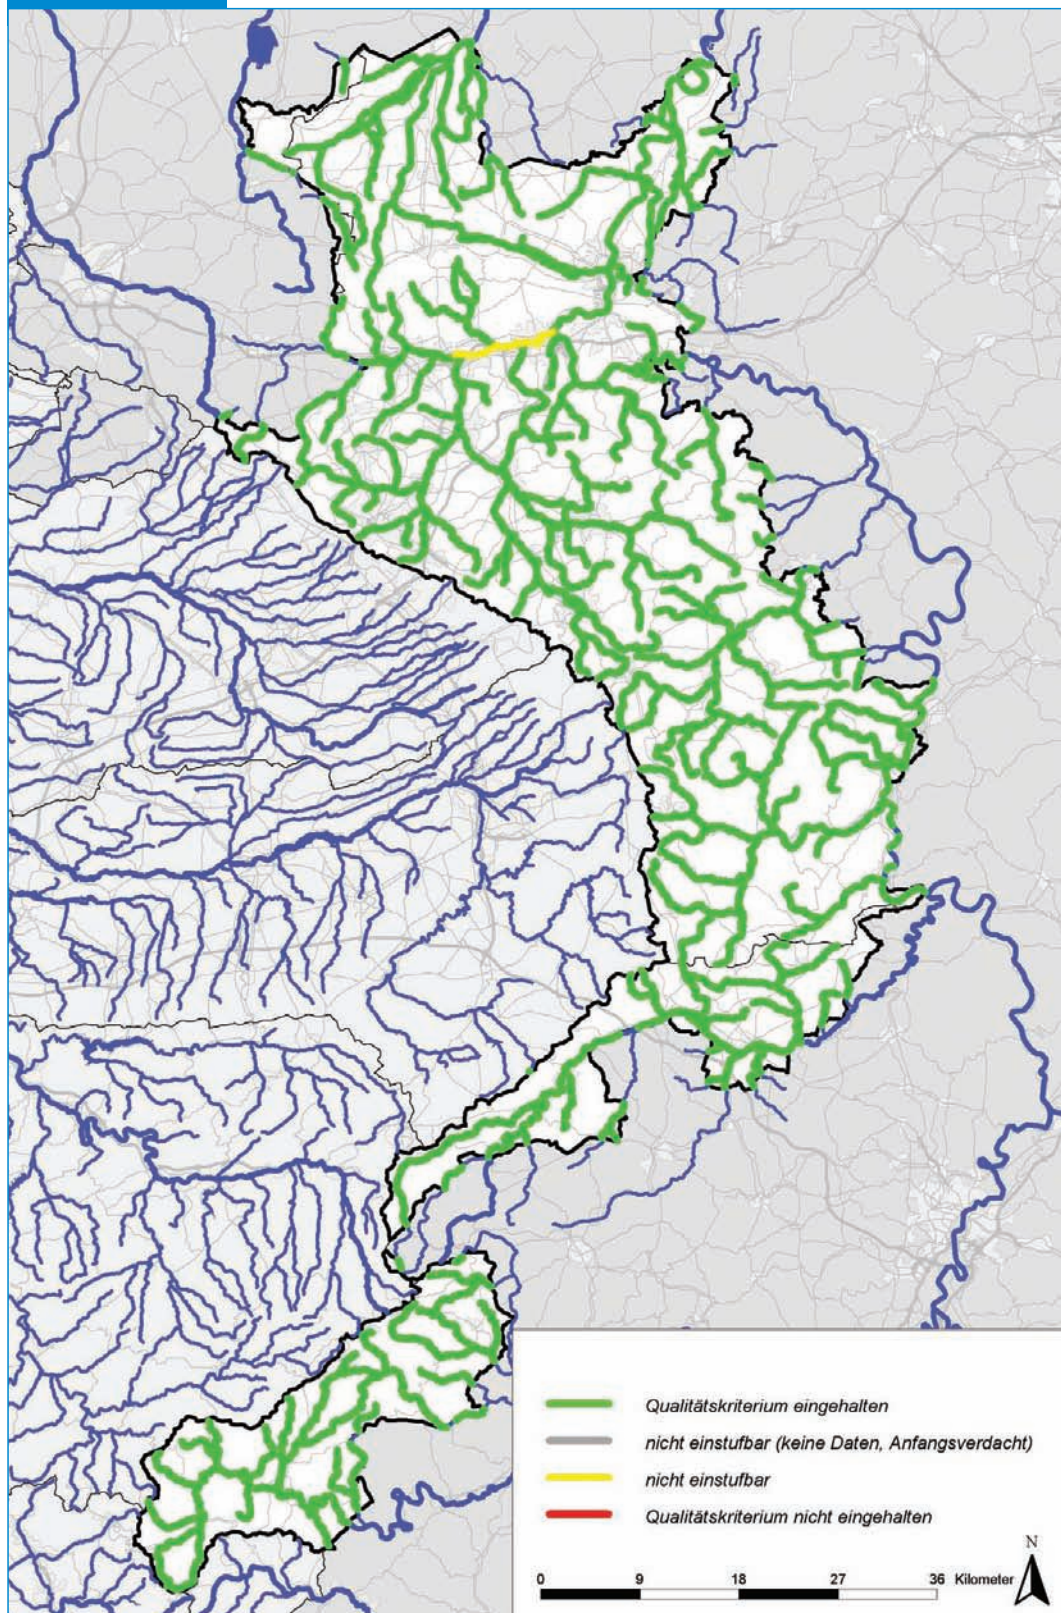 Qualitätskriterium eingehalten
nicht einstufbar (keine Daten, Anfangsverdacht)
nicht einstufbar
Qualitätskriterium nicht eingehalten
N
0 9 18 27 36 Kilometer